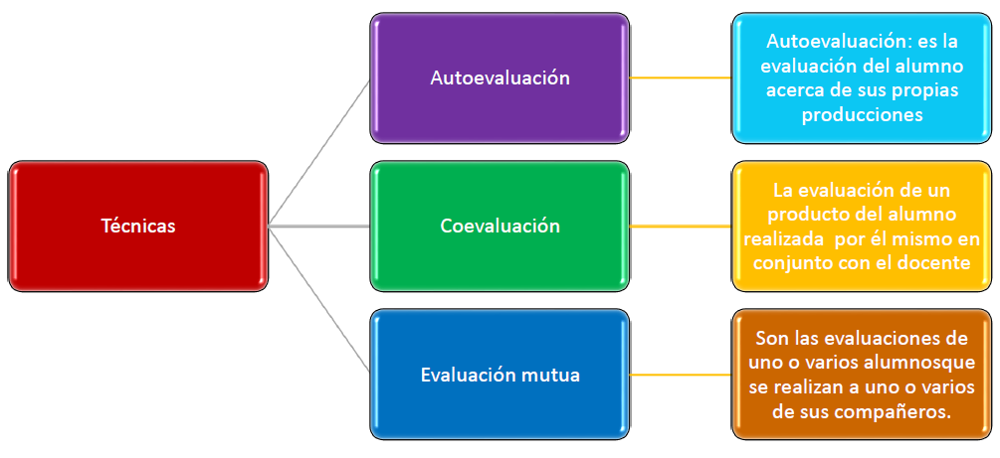 Técnicas
Autoevaluación
Autoevaluación: es la
evaluación del alumno
acerca de sus propias
producciones
Coevaluación
La evaluación de un
producto del alumno
realizada  por él mismo en
conjunto con el docente
Evaluación mutua
Son las evaluaciones de
uno o varios alumnosque
se realizan a uno o varios
de sus compañeros.